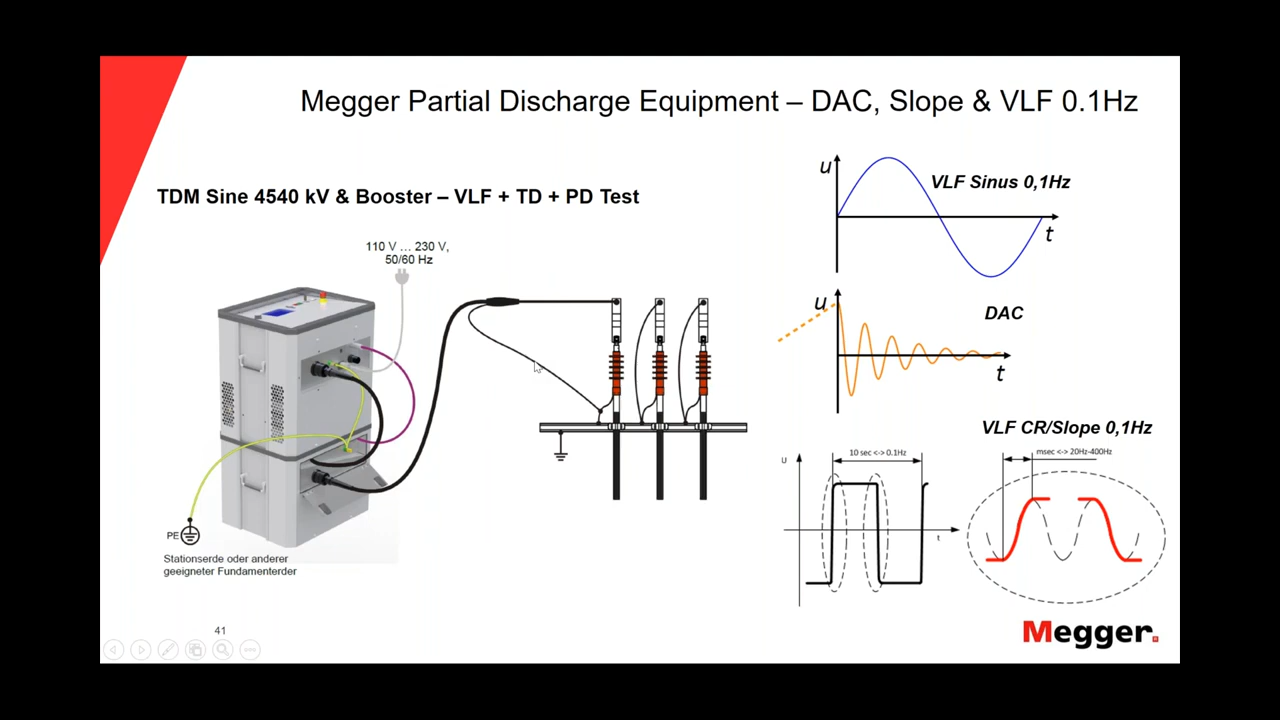 Megger Partial Discharge Equipment – DAC, Slope & VLF 0.1Hz
TDM Sine 4540 kV & Booster – VLF + TD + PD Test
110 V ... 230 V,
50/60 Hz
PE
Stationserde oder anderer
geeigneter Fundamenterder
u
VLF Sinus 0,1Hz
t
u
DAC
t
VLF CR/Slope 0,1Hz
U
10 sec <-> 0.1Hz
t
msec <-> 20Hz-400Hz
41
Megger.